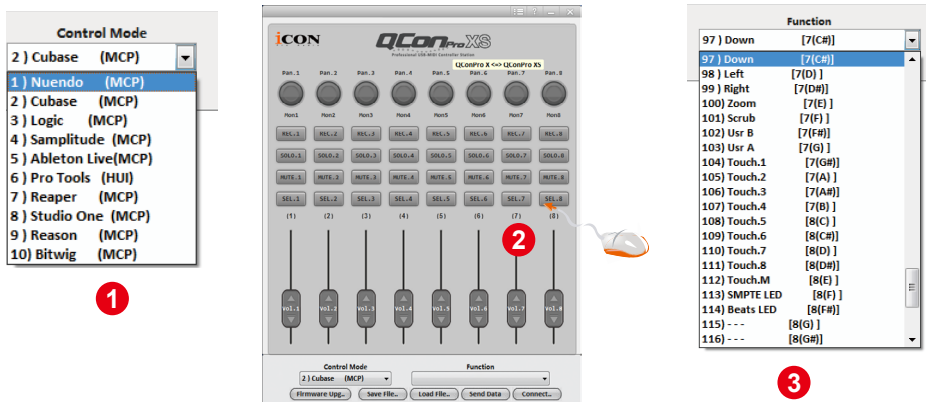 Control Mode
2 ) Cubase (MCP)
1 ) Nuendo (MCP)
2 ) Cubase (MCP)
3 ) Logic (MCP)
4 ) Samplitude (MCP)
5 ) Ableton Live(MCP)
6 ) Pro Tools (HUI)
7 ) Reaper (MCP)
8 ) Studio One (MCP)
9 ) Reason (MCP)
10) Bitwig (MCP)
1
iCON
QConProXS
Professional USB-MIDI Controller Station
QConPro X <=> QConPro XS
Pan.1 Pan.2 Pan.3 Pan.4 Pan.5 Pan.6 Pan.7 Pan.8
Mon1 Mon2 Mon3 Mon4 Mon5 Mon6 Mon7 Mon8
REC.1 REC.2 REC.3 REC.4 REC.5 REC.6 REC.7 REC.8
SOLO.1 SOLO.2 SOLO.3 SOLO.4 SOLO.5 SOLO.6 SOLO.7 SOLO.8
MUTE.1 MUTE.2 MUTE.3 MUTE.4 MUTE.5 MUTE.6 MUTE.7 MUTE.8
SEL.1 SEL.2 SEL.3 SEL.4 SEL.5 SEL.6 SEL.7 SEL.8
(1) (2) (3) (4) (5) (6) (7) (8)
2
Vol.1 Vol.2 Vol.3 Vol.4 Vol.5 Vol.6 Vol.7 Vol.8
Control Mode Function
2 ) Cubase (MCP)
Firmware Upg.. Save File.. Load File.. Send Data Connect..
Function
97 ) Down [7(C#)]
97 ) Down [7(C#)]
98 ) Left [7(D) ]
99 ) Right [7(D#)]
100) Zoom [7(E) ]
101) Scrub [7(F) ]
102) Usr B [7(F#)]
103) Usr A [7(G) ]
104) Touch.1 [7(G#)]
105) Touch.2 [7(A) ]
106) Touch.3 [7(A#)]
107) Touch.4 [7(B) ]
108) Touch.5 [8(C) ]
109) Touch.6 [8(C#)]
110) Touch.7 [8(D) ]
111) Touch.8 [8(D#)]
112) Touch.M [8(E) ]
113) SMPTE LED [8(F) ]
114) Beats LED [8(F#)]
115) - - - [8(G) ]
116) - - - [8(G#)]
3